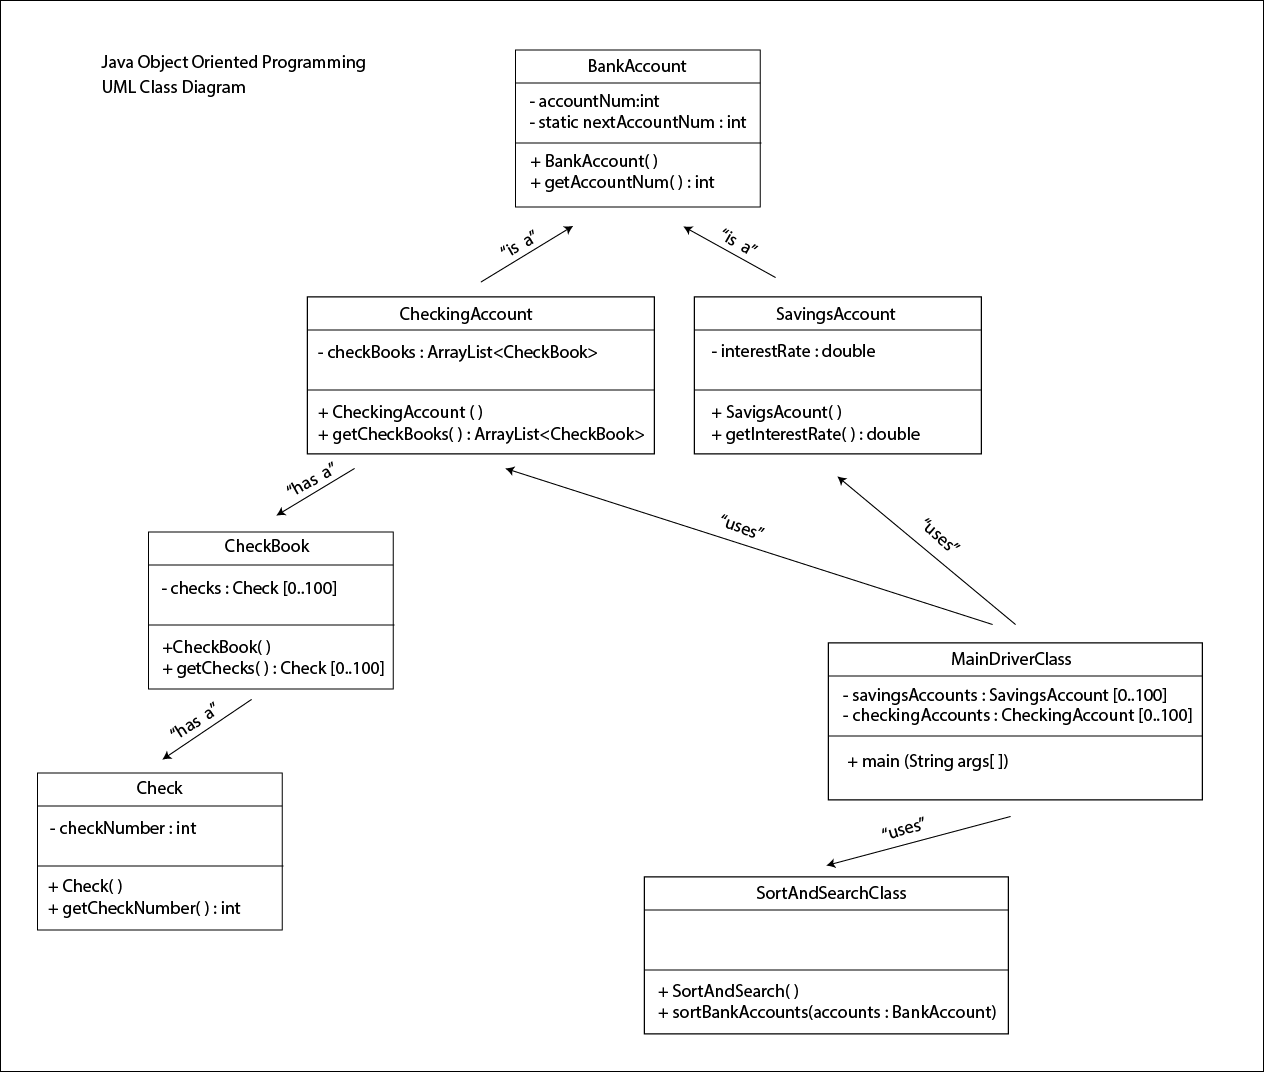 Java Object Oriented Programming
UML Class Diagram
BankAccount
- accountNum:int
- static nextAccountNum : int
+ BankAccount( )
+ getAccountNum( ) : int
“is a”
“is a”
CheckingAccount
- checkBooks : ArrayList<CheckBook>
+ CheckingAccount ( )
+ getCheckBooks( ) : ArrayList<CheckBook>
SavingsAccount
- interestRate : double
+ SavigsAcount( )
+ getInterestRate( ) : double
“has a”
“uses”
“uses”
CheckBook
- checks : Check [0..100]
+CheckBook( )
+ getChecks( ) : Check [0..100]
MainDriverClass
- savingsAccounts : SavingsAccount [0..100]
- checkingAccounts : CheckingAccount [0..100]
+ main (String args[ ])
“has a”
Check
- checkNumber : int
+ Check( )
+ getCheckNumber( ) : int
“uses”
SortAndSearchClass
+ SortAndSearch( )
+ sortBankAccounts(accounts : BankAccount)